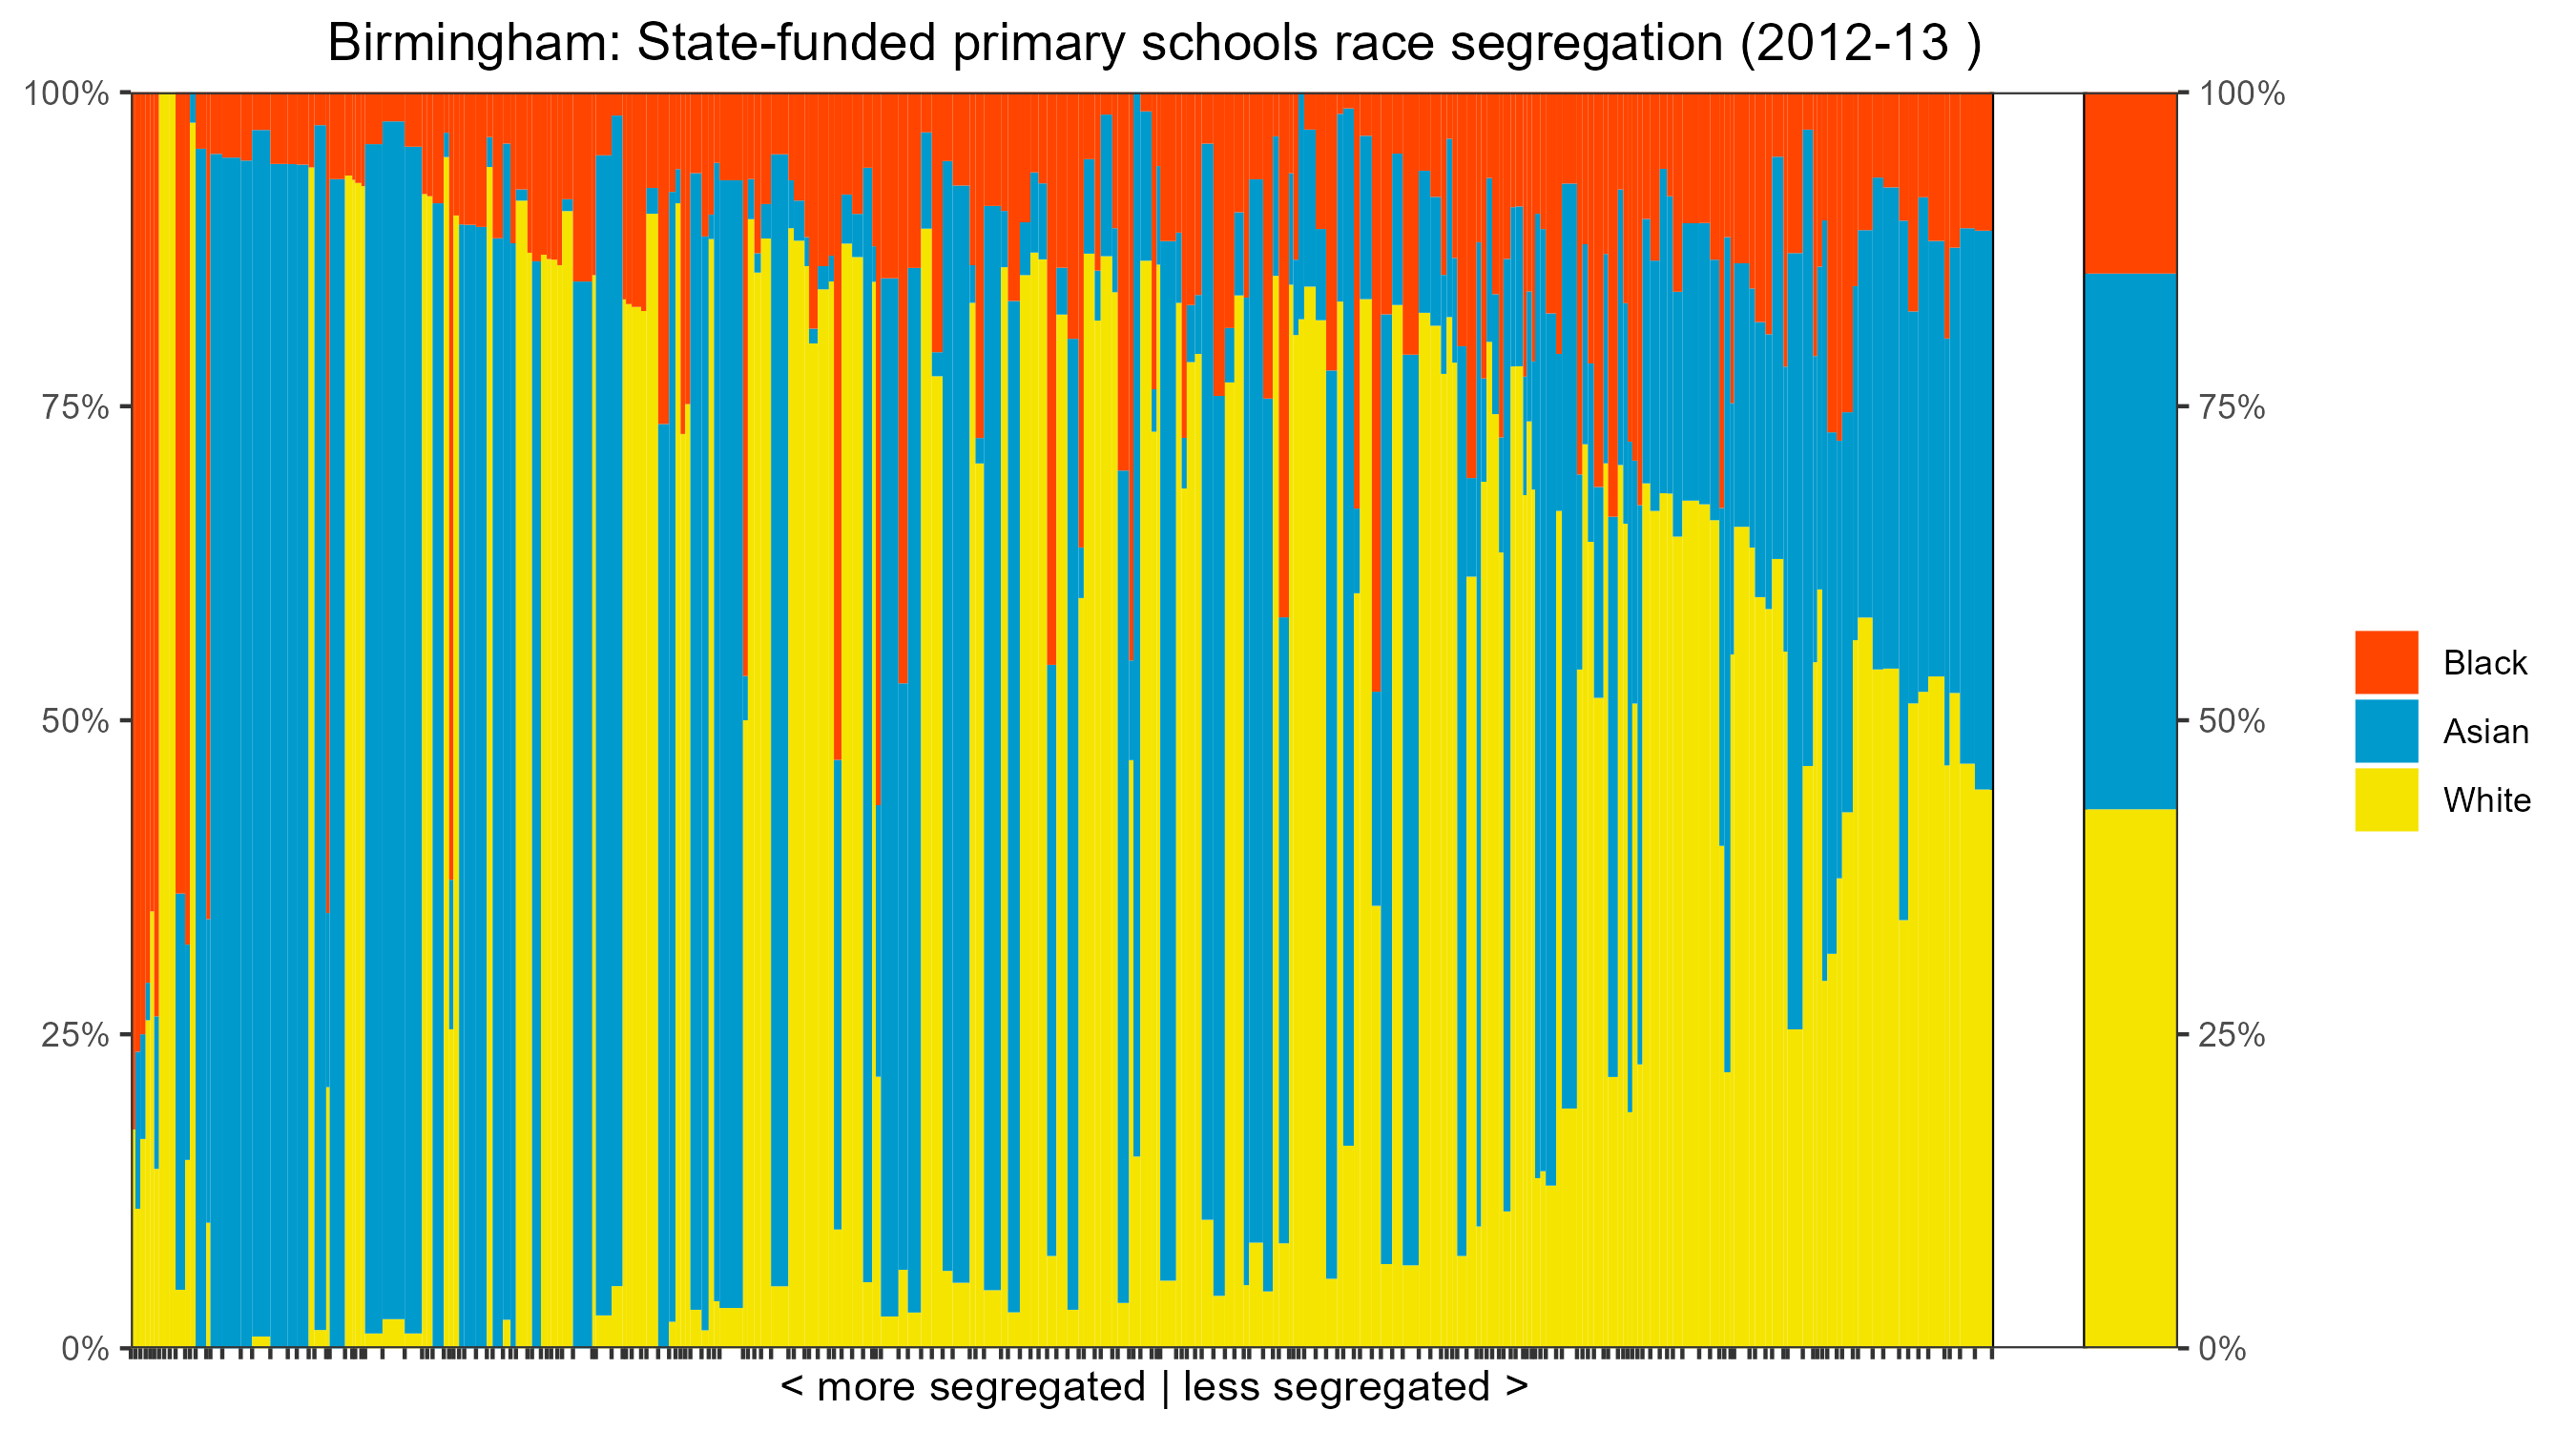 Birmingham: State-funded primary schools race segregation (2012-13 )
100%
75%
50%
25%
0%
100%
75%
50%
25%
0%
Black
Asian
White
< more segregated | less segregated >